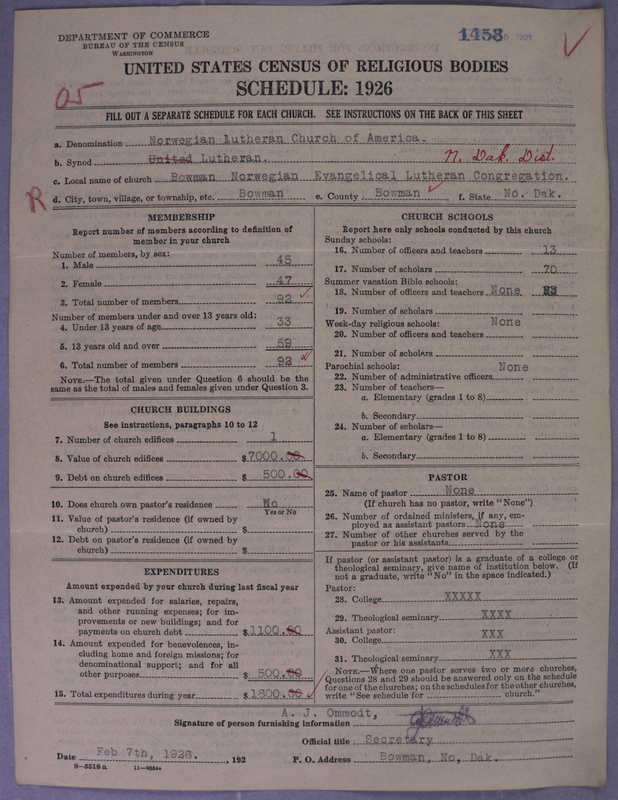 DEPARTMENT OF COMMERCE
BUREAU OF THE CENSUS
WASHINGTON
1453
UNITED STATES CENSUS OF RELIGIOUS BODIES
SCHEDULE: 1926
05
FILL OUT A SEPARATE SCHEDULE FOR EACH CHURCH. SEE INSTRUCTIONS ON THE BACK OF THIS SHEET
a. Denomination Norwegian Lutheran Church of America.
b. Synod United Lutheran. N. Dak. Dist.
c. Local name of church Bowman Norwegian Evangelical Lutheran Congregation.
R
d. City, town, village, or township, etc. Bowman e. County Bowman f. State No. Dak.
MEMBERSHIP
Report number of members according to definition of
member in your church
Number of members, by sex:
1. Male 45
2. Female 47
3. Total number of members 92
Number of members under and over 13 years old:
4. Under 13 years of age 33
5. 13 years old and over 59
6. Total number of members 92
NOTE.—The total given under Question 6 should be the
same as the total of males and females given under Question 3.
CHURCH BUILDINGS
See instructions, paragraphs 10 to 12
7. Number of church edifices 1
8. Value of church edifices $7000.00
9. Debt on church edifices $ 500.00
10. Does church own pastor's residence No
Yes or No
11. Value of pastor's residence (if owned by
church) $
12. Debt on pastor's residence (if owned by
church) $
EXPENDITURES
Amount expended by your church during last fiscal year
13. Amount expended for salaries, repairs,
and other running expenses; for im-
provements or new buildings; and for
payments on church debt $1100.00
14. Amount expended for benevolences, in-
cluding home and foreign missions; for
denominational support; and for all
other purposes $ 500.00
15. Total expenditures during year $1600.00
CHURCH SCHOOLS
Report here only schools conducted by this church
Sunday schools:
16. Number of officers and teachers 13
17. Number of scholars 70
Summer vacation Bible schools:
18. Number of officers and teachers None
19. Number of scholars
Week-day religious schools: None
20. Number of officers and teachers
21. Number of scholars
Parochial schools: None
22. Number of administrative officers
23. Number of teachers—
a. Elementary (grades 1 to 8)
b. Secondary
24. Number of scholars—
a. Elementary (grades 1 to 8)
b. Secondary
PASTOR
25. Name of pastor None
(If church has no pastor, write "None")
26. Number of ordained ministers, if any, em-
ployed as assistant pastors None
27. Number of other churches served by the
pastor or his assistants
If pastor (or assistant pastor) is a graduate of a college or
theological seminary, give name of institution below. (If
not a graduate, write "No" in the space indicated.)
Pastor:
28. College XXXXX
29. Theological seminary XXXX
Assistant pastor:
30. College XXX
31. Theological seminary XXX
NOTE.—Where one pastor serves two or more churches,
Questions 28 and 29 should be answered only on the schedule
for one of the churches; on the schedules for the other churches,
write "See schedule for church."
A. J. Ommodt,
Signature of person furnishing information
Official title Secretary
Date Feb 7th, 1926. , 192 P. O. Address Bowman, No, Dak.
8—5518 a 11—9054